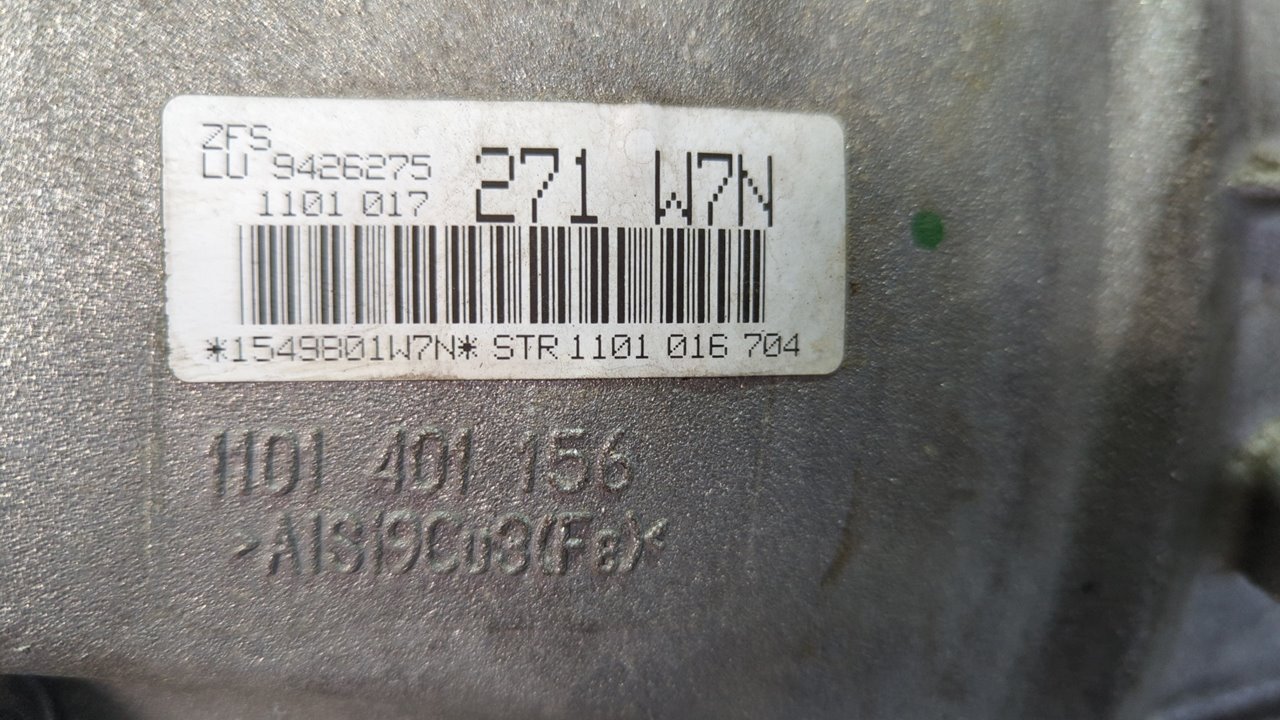 ZFS
LU 9426275 271 W7N
1101 017
*1549801W7N* STR 1101 016 704
1101 401 156
>AlSi9Cu3(Fe)<